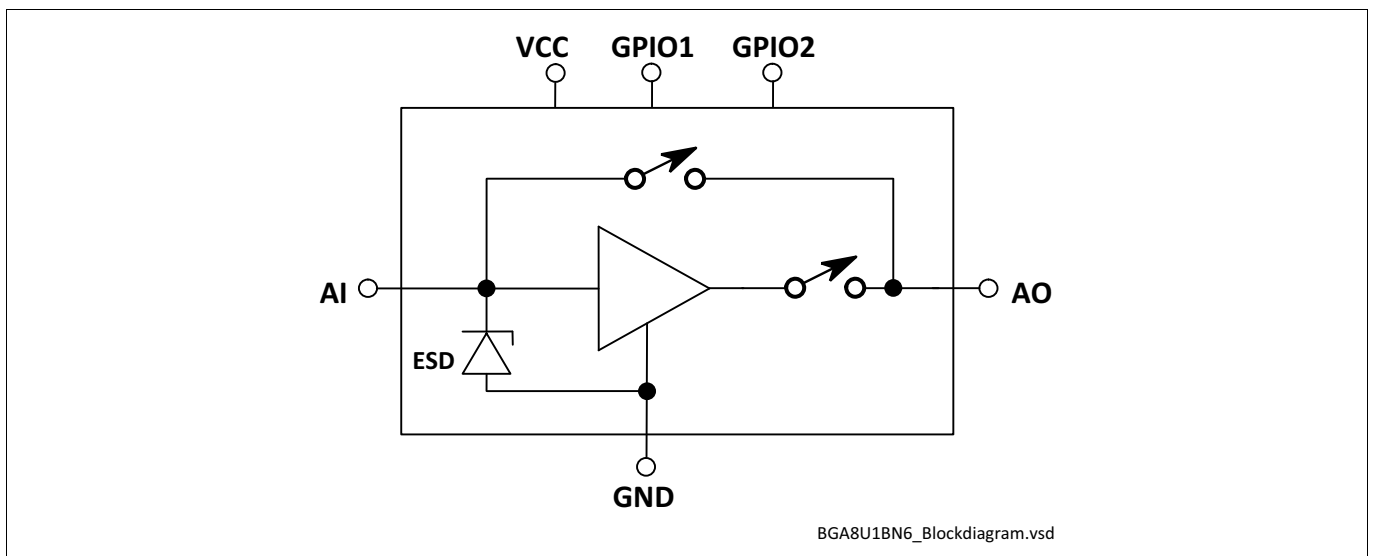 VCC GPIO1 GPIO2
AI AO
ESD
GND
BGA8U1BN6_Blockdiagram.vsd